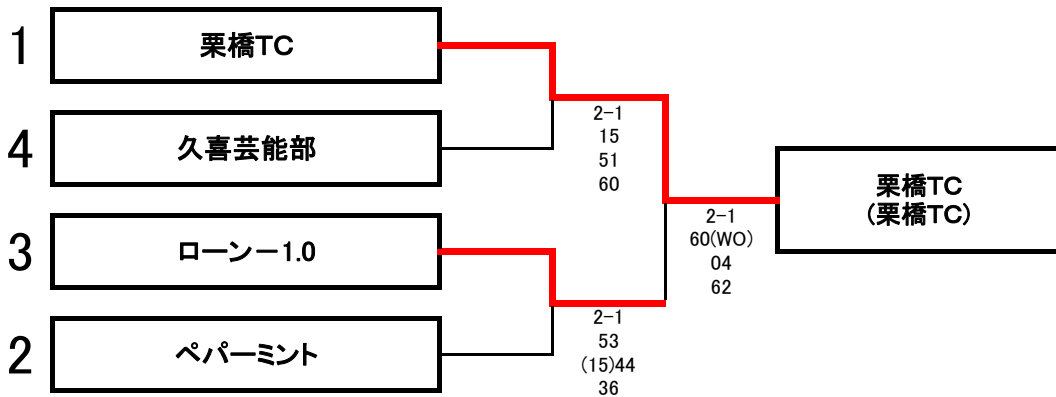 1
栗橋TC
4
久喜芸能部
2-1
15
51
60
栗橋TC
(栗橋TC)
2-1
60(WO)
04
62
3
ローン－1.0
2
ペパーミント
2-1
53
(15)44
36